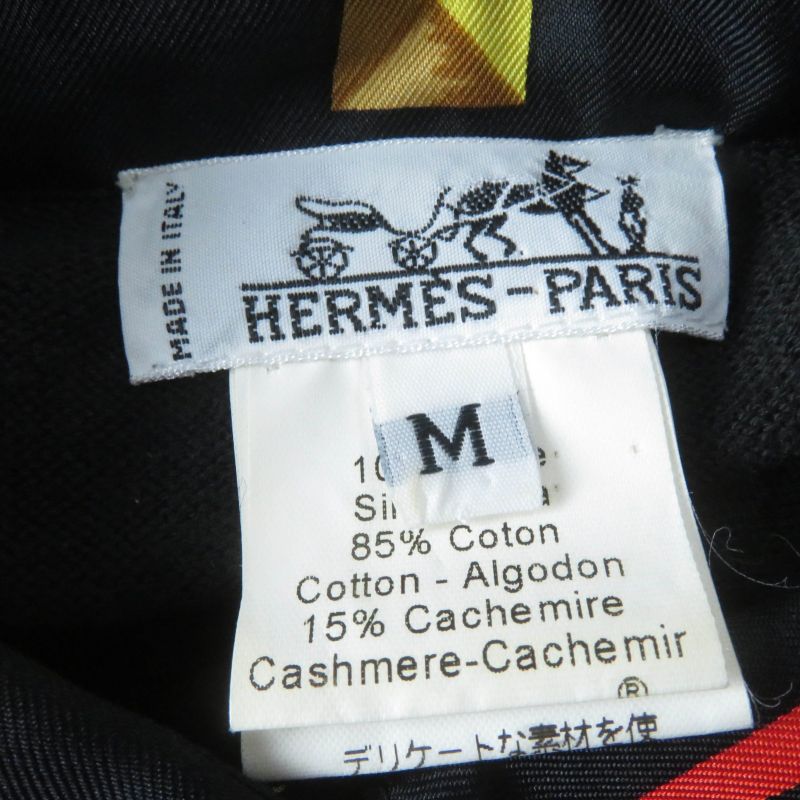 MADE IN ITALY
HERMÈS-PARIS
M
85% Coton
Cotton - Algodon
15% Cachemire
Cashmere-Cachemir
®
デリケートな素材を使